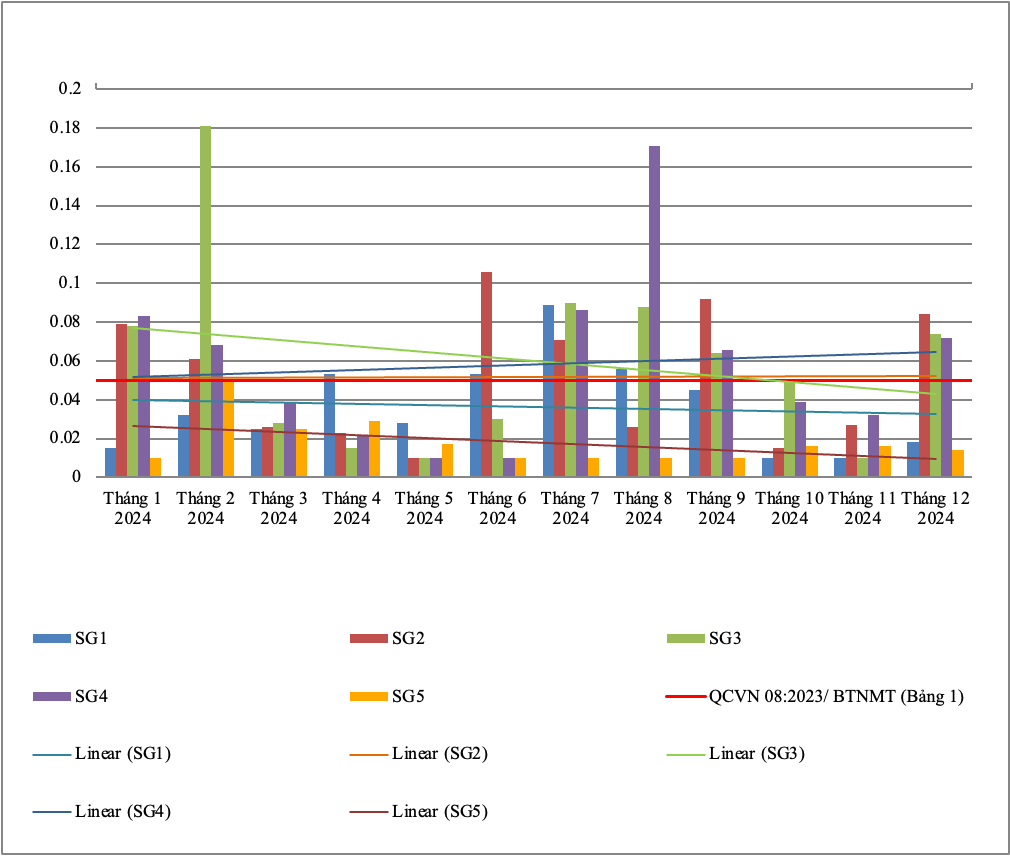 0.2
0.18
0.16
0.14
0.12
0.1
0.08
0.06
0.04
0.02
0
Tháng 1 Tháng 2 Tháng 3 Tháng 4 Tháng 5 Tháng 6 Tháng 7 Tháng 8 Tháng 9 Tháng 10 Tháng 11 Tháng 12
2024 2024 2024 2024 2024 2024 2024 2024 2024 2024 2024 2024
SG1 SG2 SG3
SG4 SG5 QCVN 08:2023/ BTNMT (Bảng 1)
Linear (SG1) Linear (SG2) Linear (SG3)
Linear (SG4) Linear (SG5)